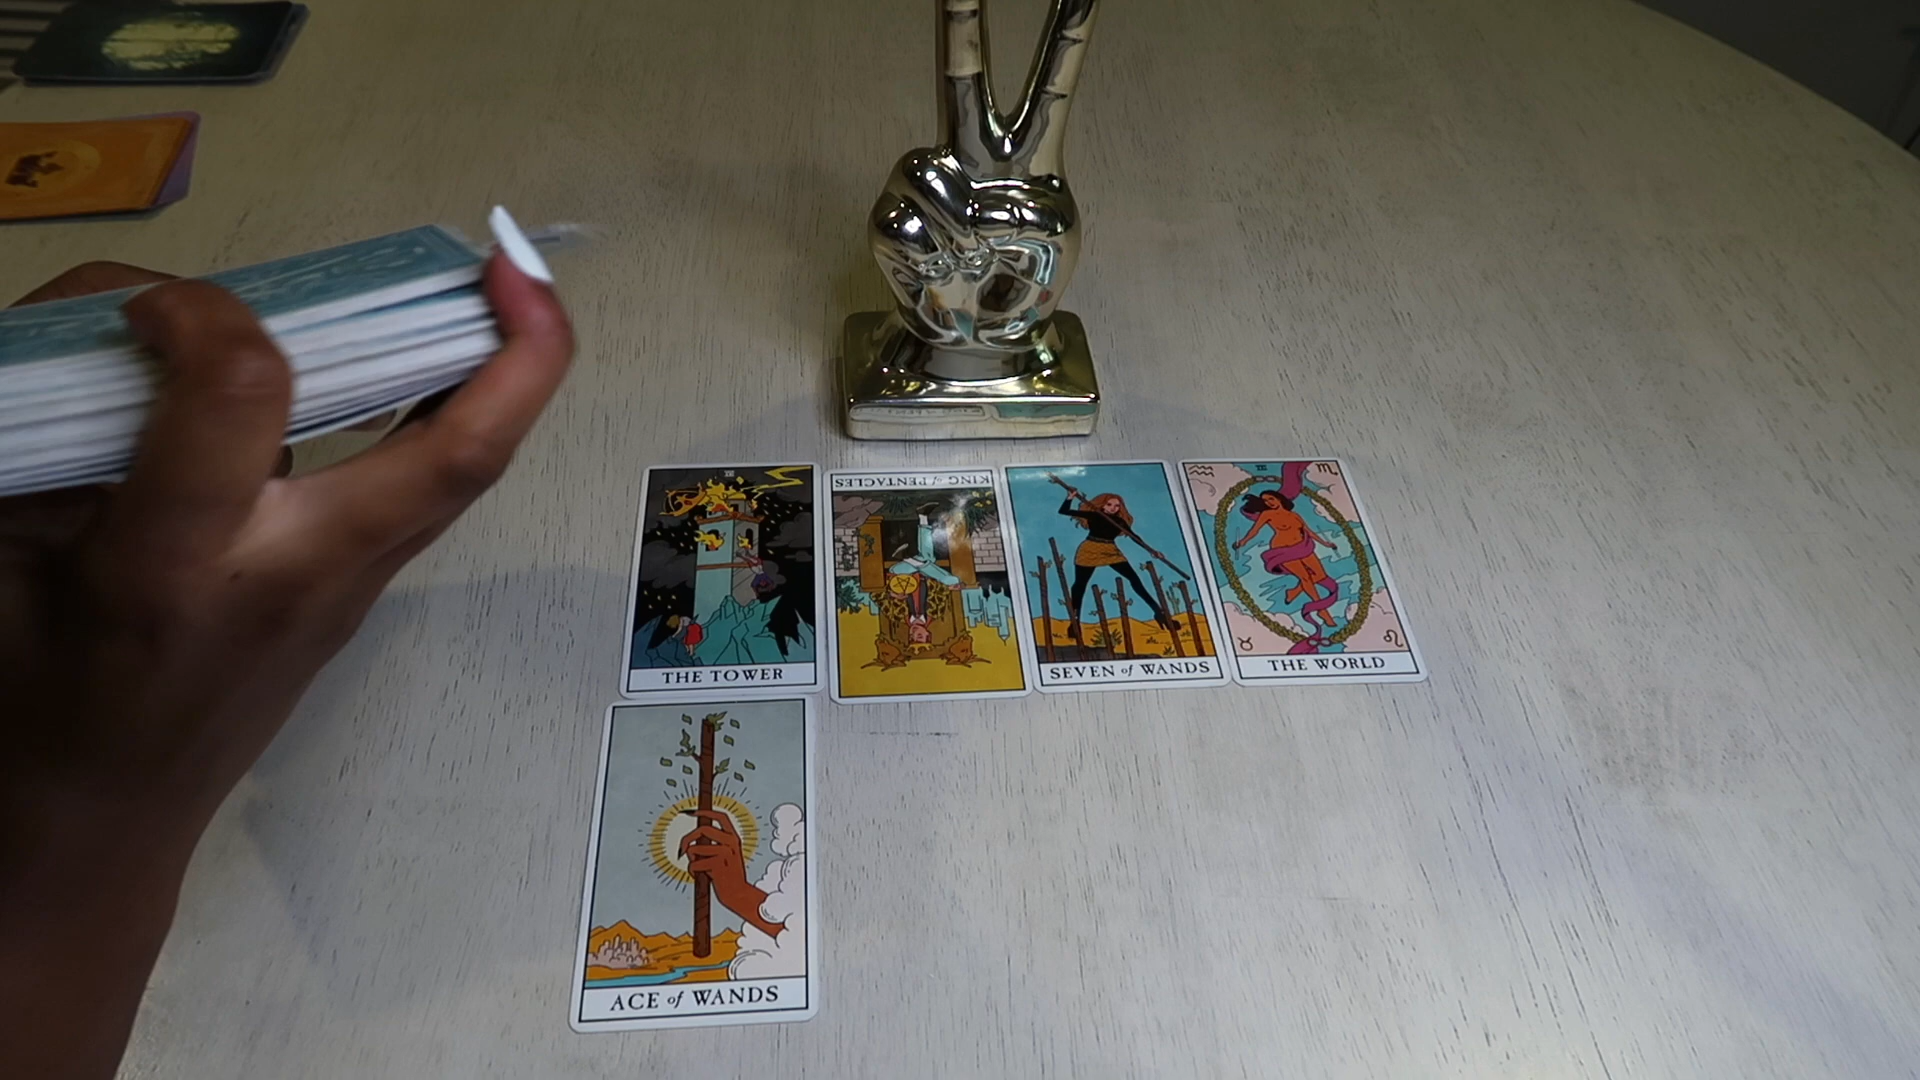 THE TOWER
KING of PENTACLES
SEVEN of WANDS
THE WORLD
ACE of WANDS